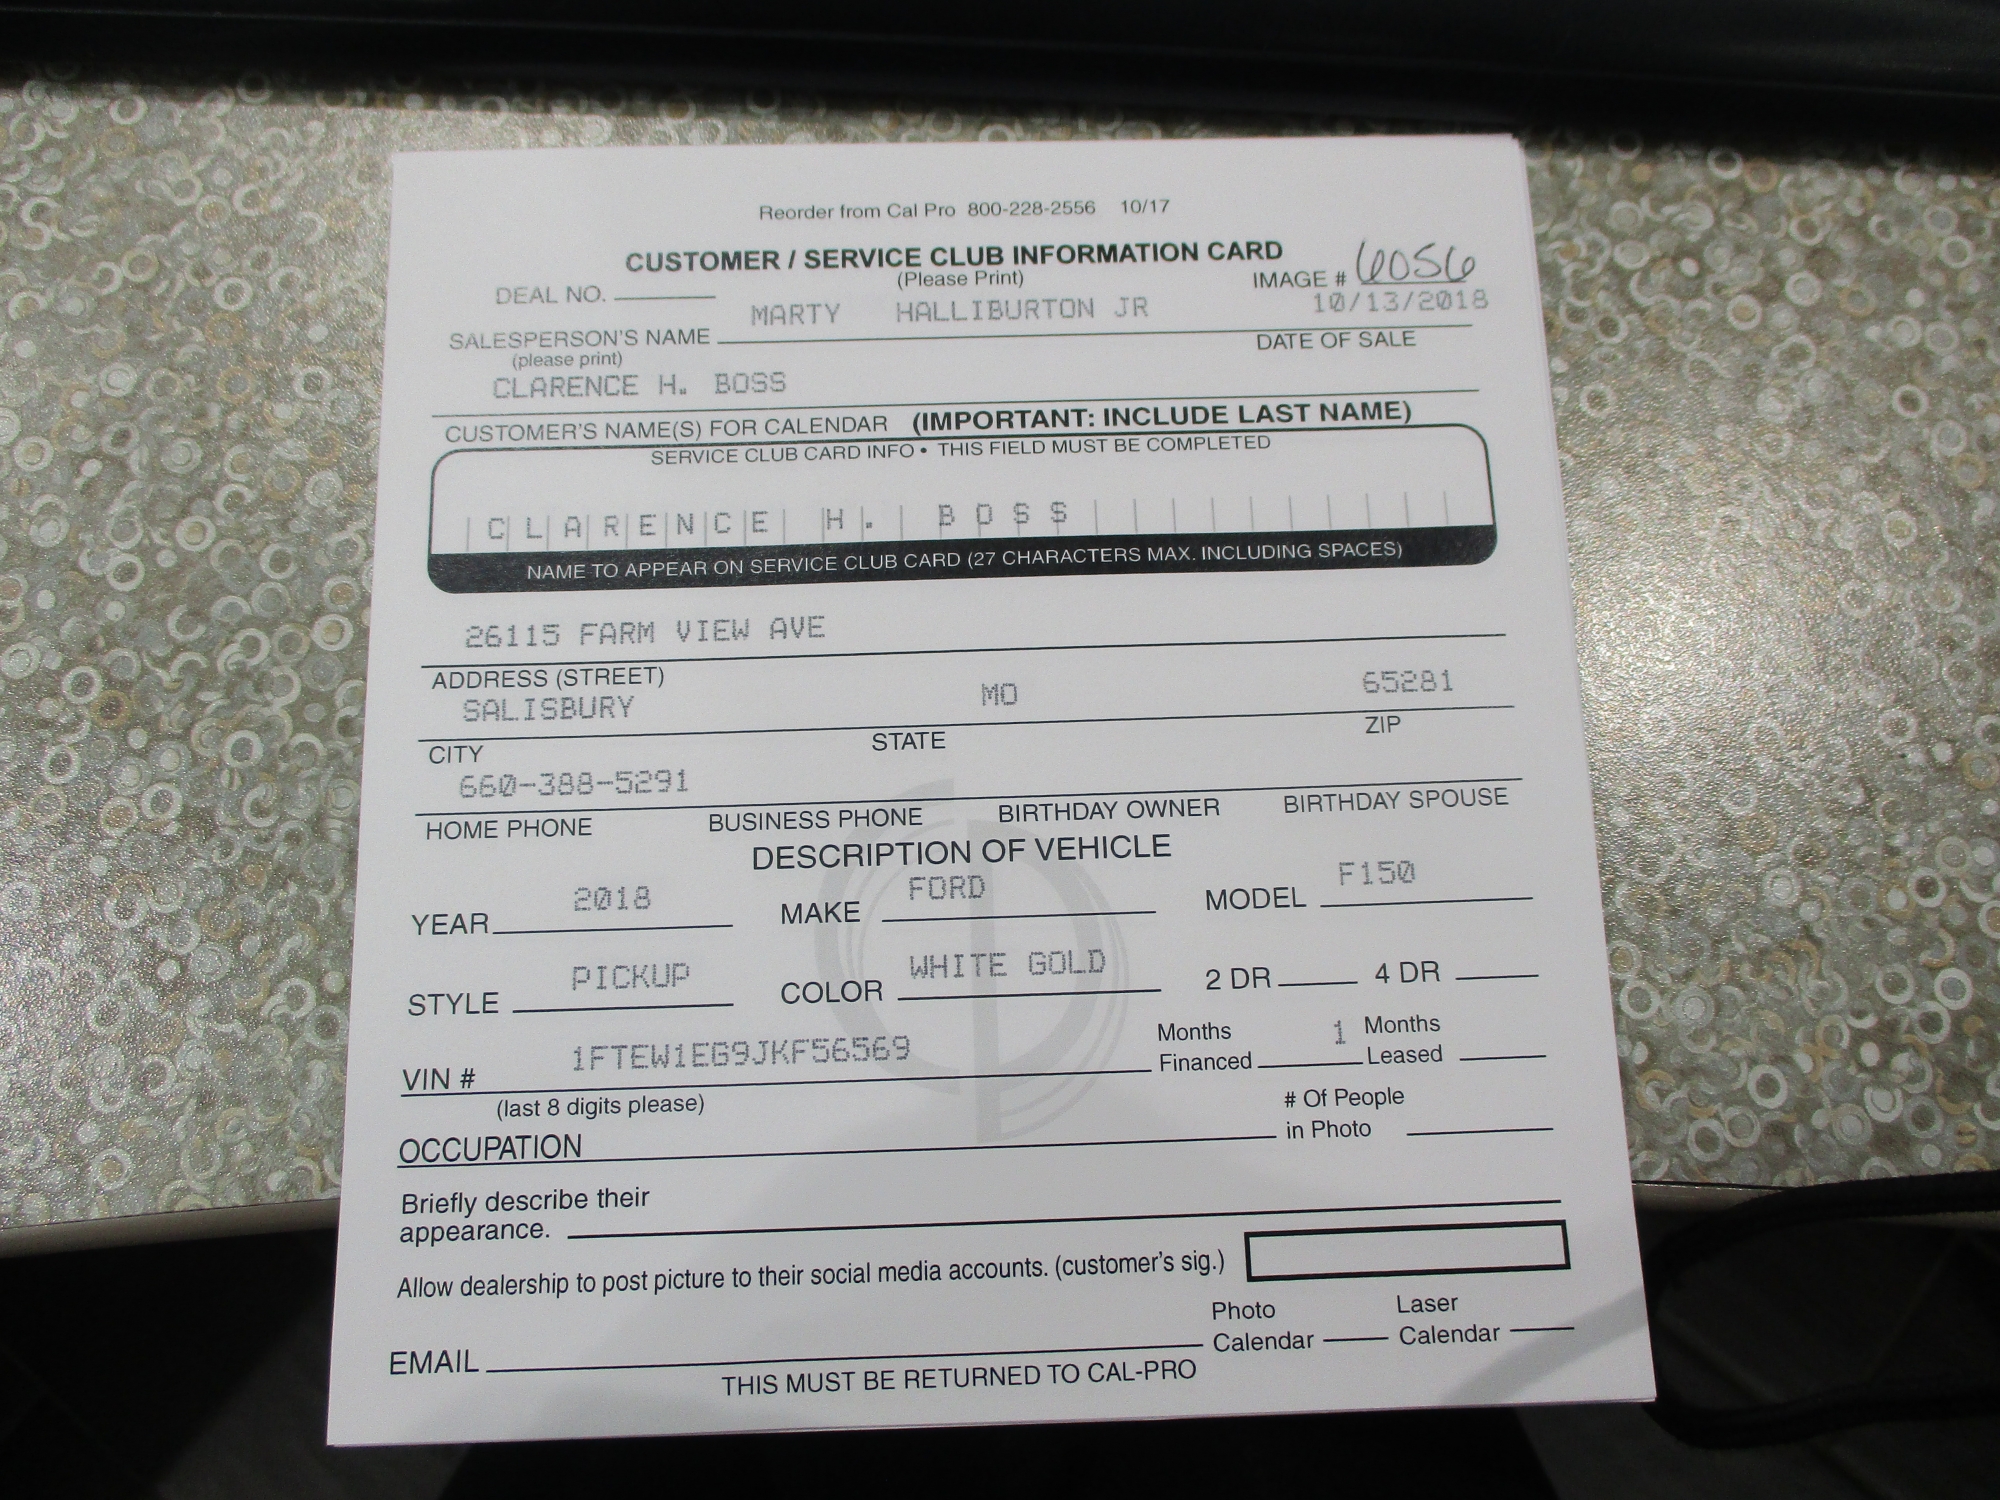 Reorder from Cal Pro 800-228-2556 10/17
CUSTOMER / SERVICE CLUB INFORMATION CARD
(Please Print)
IMAGE # 6056
DEAL NO.
MARTY HALLIBURTON JR
10/13/2018
SALESPERSON'S NAME
DATE OF SALE
(please print)
CLARENCE H. BOSS
CUSTOMER'S NAME(S) FOR CALENDAR (IMPORTANT: INCLUDE LAST NAME)
SERVICE CLUB CARD INFO • THIS FIELD MUST BE COMPLETED
CLARENCE H. BOSS
NAME TO APPEAR ON SERVICE CLUB CARD (27 CHARACTERS MAX. INCLUDING SPACES)
26115 FARM VIEW AVE
ADDRESS (STREET)
SALISBURY MO 65281
CITY STATE ZIP
660-388-5291
HOME PHONE BUSINESS PHONE BIRTHDAY OWNER BIRTHDAY SPOUSE
DESCRIPTION OF VEHICLE
YEAR 2018 MAKE FORD MODEL F150
STYLE PICKUP COLOR WHITE GOLD 2 DR 4 DR
VIN # 1FTEW1EG9JKF56569
(last 8 digits please)
Months Financed 1 Months Leased
OCCUPATION
# Of People
in Photo
Briefly describe their
appearance.
Allow dealership to post picture to their social media accounts. (customer's sig.)
EMAIL
Photo
Calendar
Laser
Calendar
THIS MUST BE RETURNED TO CAL-PRO